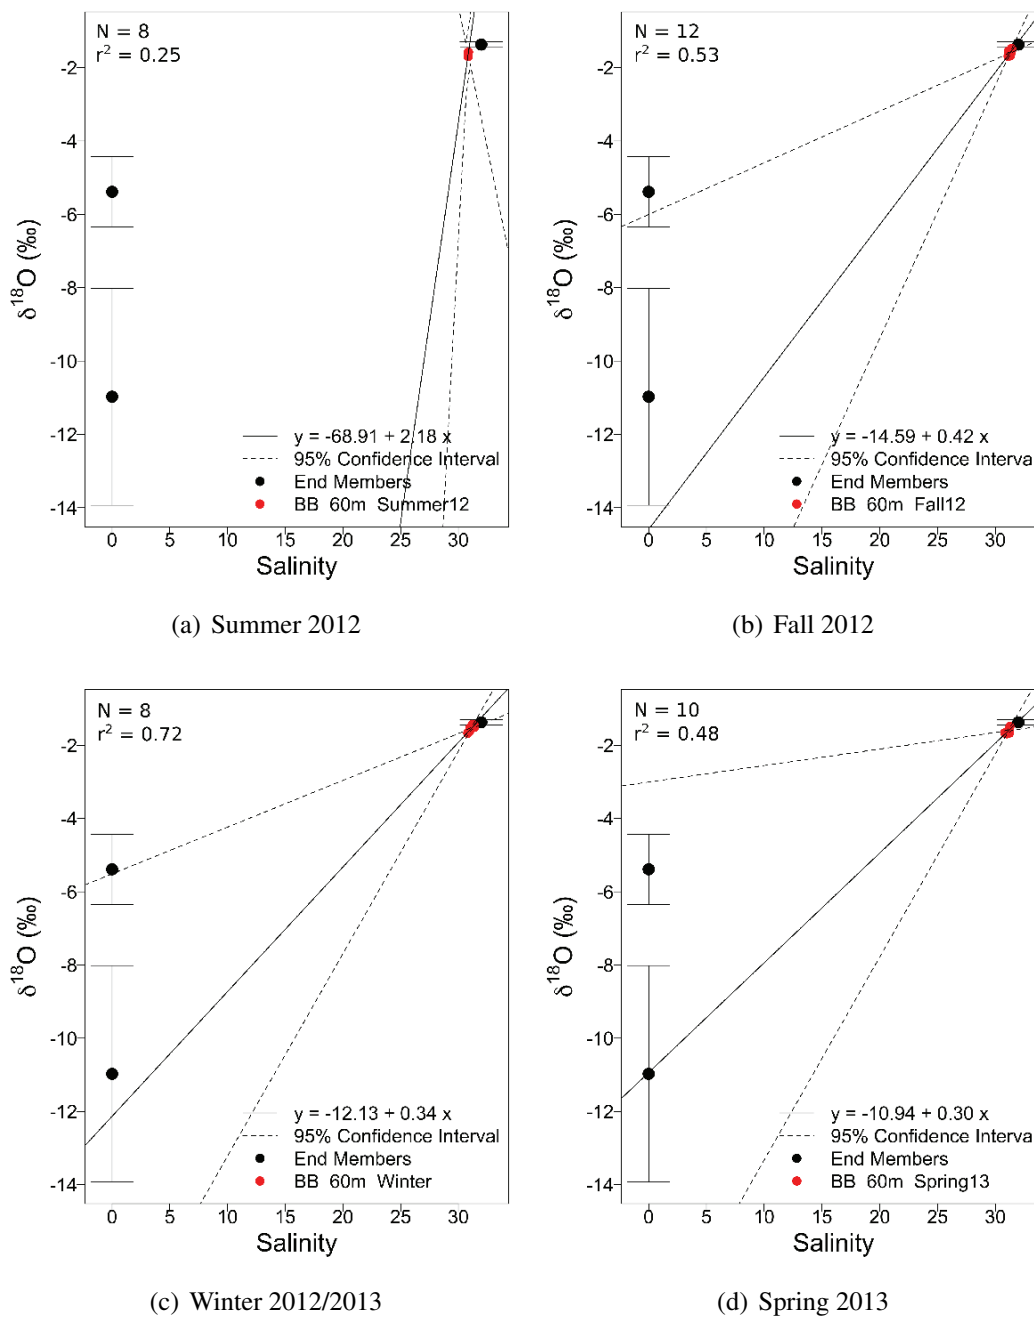 N = 8
r² = 0.25
-2
-4
-6
-8
-10
-12
-14
δ¹⁸O (‰)
y = -68.91 + 2.18 x
95% Confidence Interval
End Members
BB 60m Summer12
0 5 10 15 20 25 30
Salinity
(a) Summer 2012
N = 12
r² = 0.53
-2
-4
-6
-8
-10
-12
-14
δ¹⁸O (‰)
y = -14.59 + 0.42 x
95% Confidence Interval
End Members
BB 60m Fall12
0 5 10 15 20 25 30
Salinity
(b) Fall 2012
N = 8
r² = 0.72
-2
-4
-6
-8
-10
-12
-14
δ¹⁸O (‰)
y = -12.13 + 0.34 x
95% Confidence Interval
End Members
BB 60m Winter
0 5 10 15 20 25 30
Salinity
(c) Winter 2012/2013
N = 10
r² = 0.48
-2
-4
-6
-8
-10
-12
-14
δ¹⁸O (‰)
y = -10.94 + 0.30 x
95% Confidence Interva
End Members
BB 60m Spring13
0 5 10 15 20 25 30
Salinity
(d) Spring 2013